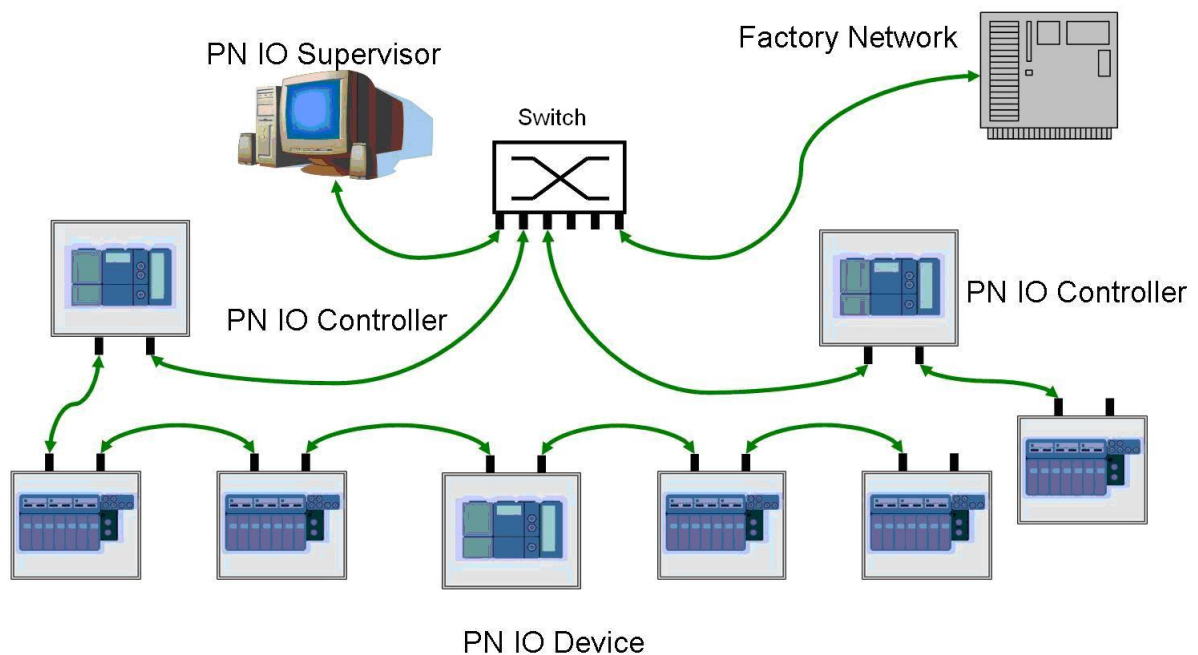 PN IO Supervisor
Factory Network
Switch
PN IO Controller
PN IO Controller
PN IO Device